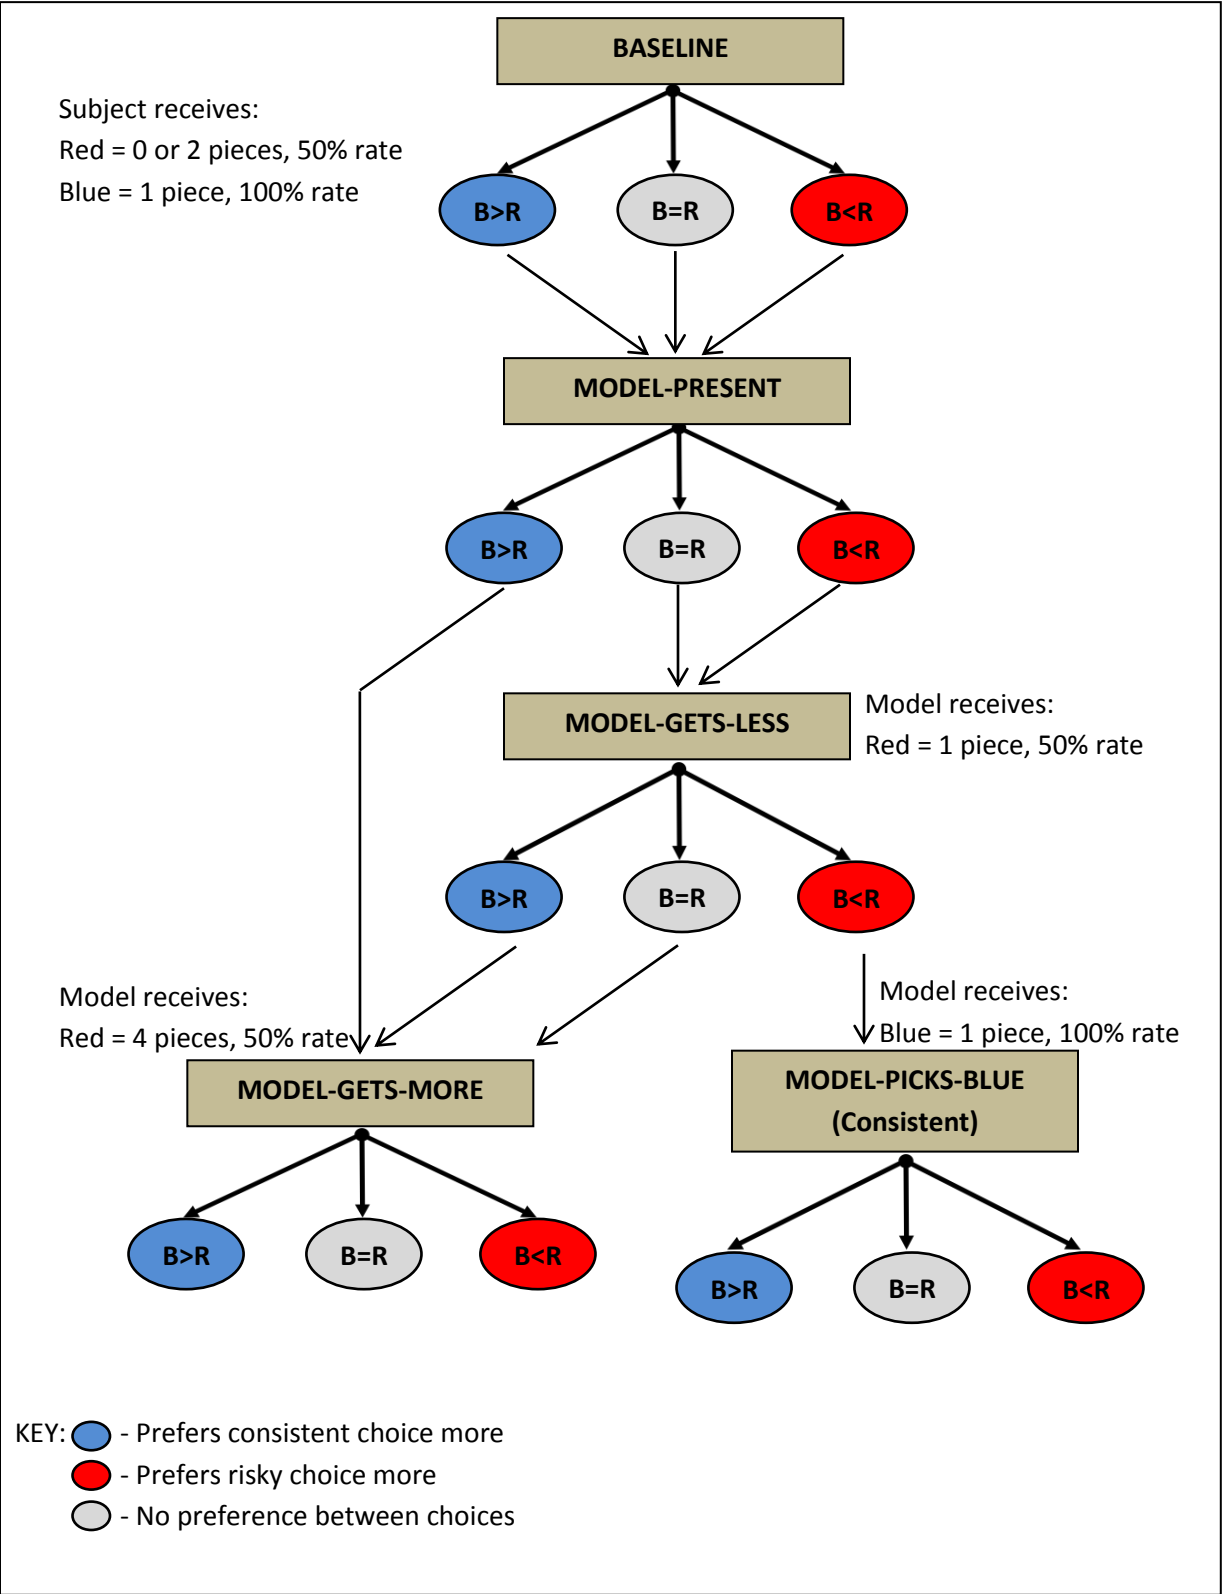 BASELINE
Subject receives:
Red = 0 or 2 pieces, 50% rate
Blue = 1 piece, 100% rate
B>R
B=R
B<R
MODEL-PRESENT
B>R
B=R
B<R
MODEL-GETS-LESS
Model receives:
Red = 1 piece, 50% rate
B>R
B=R
B<R
Model receives:
Red = 4 pieces, 50% rate
Model receives:
Blue = 1 piece, 100% rate
MODEL-GETS-MORE
MODEL-PICKS-BLUE
(Consistent)
B>R
B=R
B<R
B>R
B=R
B<R
KEY:
- Prefers consistent choice more
- Prefers risky choice more
- No preference between choices